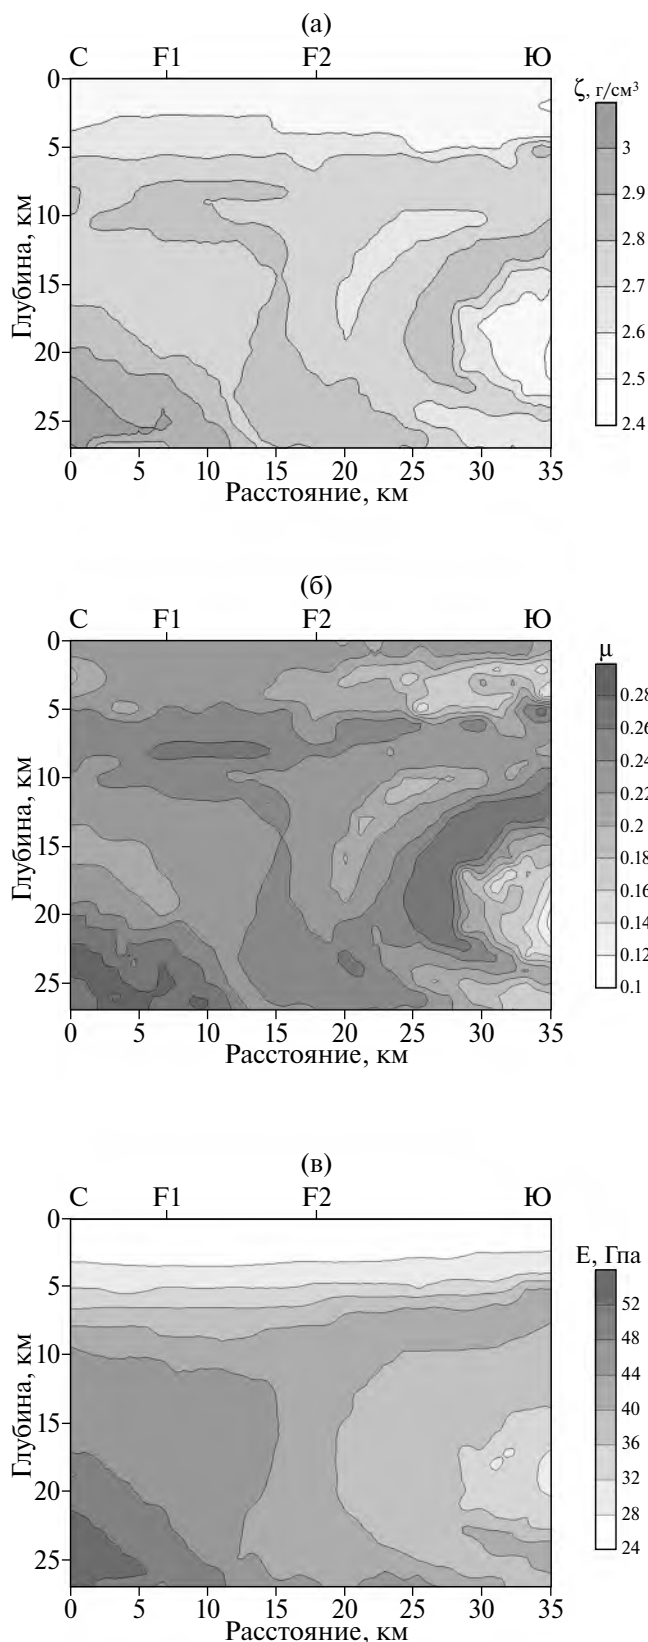 (а)
С F1 F2 Ю
ζ, г/см³
0
5
10
15
20
25
Глубина, км
3
2.9
2.8
2.7
2.6
2.5
2.4
0 5 10 15 20 25 30 35
Расстояние, км
(б)
С F1 F2 Ю
μ
0
5
10
15
20
25
Глубина, км
0.28
0.26
0.24
0.22
0.2
0.18
0.16
0.14
0.12
0.1
0 5 10 15 20 25 30 35
Расстояние, км
(в)
С F1 F2 Ю
E, Гпа
0
5
10
15
20
25
Глубина, км
52
48
44
40
36
32
28
24
0 5 10 15 20 25 30 35
Расстояние, км